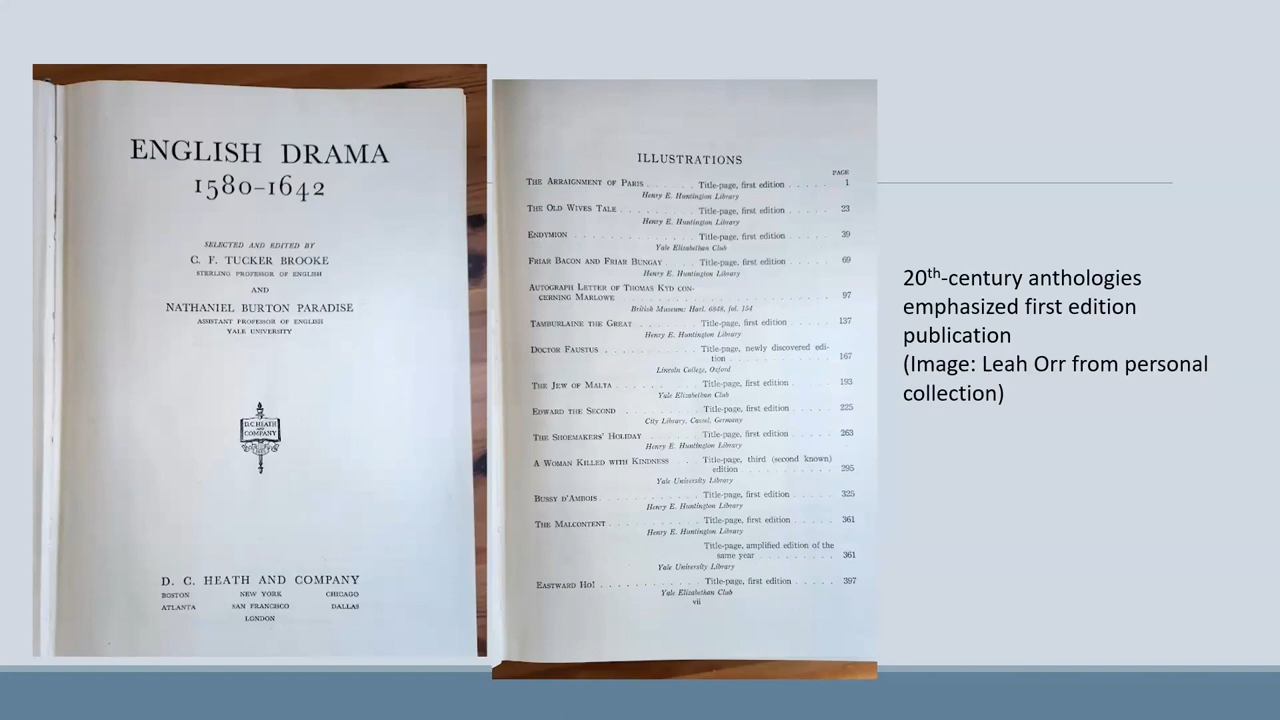 ENGLISH DRAMA
1580–1642
SELECTED AND EDITED BY
C. F. TUCKER BROOKE
STERLING PROFESSOR OF ENGLISH
AND
NATHANIEL BURTON PARADISE
ASSISTANT PROFESSOR OF ENGLISH
YALE UNIVERSITY
D.C. HEATH
AND
COMPANY
D. C. HEATH AND COMPANY
BOSTON NEW YORK CHICAGO
ATLANTA SAN FRANCISCO DALLAS
LONDON
ILLUSTRATIONS
PAGE
THE ARRAIGNMENT OF PARIS . . . . . . Title-page, first edition . . . . . 1
Henry E. Huntington Library
THE OLD WIVES TALE . . . . . . . . Title-page, first edition . . . . . 23
Henry E. Huntington Library
ENDYMION . . . . . . . . . . . . Title-page, first edition . . . . . 39
Yale Elizabethan Club
FRIAR BACON AND FRIAR BUNGAY . . . . Title-page, first edition . . . . . 69
Henry E. Huntington Library
AUTOGRAPH LETTER OF THOMAS KYD CON-
CERNING MARLOWE . . . . . . . . . . . . . . . . . . . . . . 97
British Museum: Harl. 6848, fol. 154
TAMBURLAINE THE GREAT . . . . . . . Title-page, first edition . . . . . 137
Henry E. Huntington Library
DOCTOR FAUSTUS . . . . . . . . . . Title-page, newly discovered edi-
tion . . . . . . . . . . 167
Lincoln College, Oxford
THE JEW OF MALTA . . . . . . . . . Title-page, first edition . . . . . 193
Yale Elizabethan Club
EDWARD THE SECOND . . . . . . . . Title-page, first edition . . . . . 225
City Library, Cassel, Germany
THE SHOEMAKERS' HOLIDAY . . . . . . Title-page, first edition . . . . . 263
Henry E. Huntington Library
A WOMAN KILLED WITH KINDNESS . . . Title-page, third (second known)
edition . . . . . . . . . 295
Yale University Library
BUSSY D'AMBOIS . . . . . . . . . . Title-page, first edition . . . . . 325
Henry E. Huntington Library
THE MALCONTENT . . . . . . . . . . Title-page, first edition . . . . . 361
Henry E. Huntington Library
Title-page, amplified edition of the
same year . . . . . . . . 361
Yale University Library
EASTWARD HO! . . . . . . . . . . . Title-page, first edition . . . . . 397
Yale Elizabethan Club
vii
20th-century anthologies
emphasized first edition
publication
(Image: Leah Orr from personal
collection)